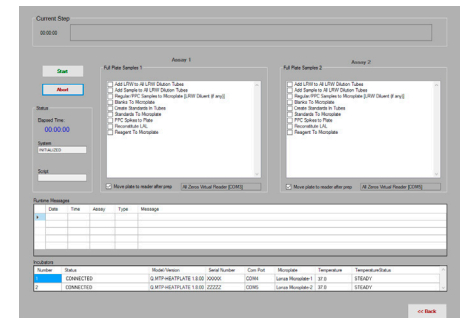 Current Step
00:00:00
Assay 1
Assay 2
Start
About
Full Plate Samples 1
Full Plate Samples 2
Add LRW to All LRW Dilution Tubes
Add Sample to All LRW Dilution Tubes
Regular/PPC Samples to Microplate [LRW Diluent (if any)]
Blanks To Microplate
Create Standards In Tubes
Standards To Microplate
PPC Spikes to Plate
Reconstitute LAL
Reagent To Microplate
Add LRW to All LRW Dilution Tubes
Add Sample to All LRW Dilution Tubes
Regular/PPC Samples to Microplate [LRW Diluent (if any)]
Blanks To Microplate
Create Standards In Tubes
Standards To Microplate
PPC Spikes to Plate
Reconstitute LAL
Reagent To Microplate
Status
Elapsed Time:
00:00:00
System
INITIALIZED
Script
Move plate to reader after prep All Zeros Virtual Reader [COM3]
Move plate to reader after prep All Zeros Virtual Reader [COM5]
Runtime Messages
Date Time Assay Type Message
Incubators
Number Status Model/Version Serial Number Com Port Microplate Temperature TemperatureStatus
1 CONNECTED Q.MTP-HEATPLATE 1.8.00 XXXXX COM4 Lonza Microplate-1 37.0 STEADY
2 CONNECTED Q.MTP-HEATPLATE 1.8.00 ZZZZZ COM6 Lonza Microplate-2 37.0 STEADY
<< Back